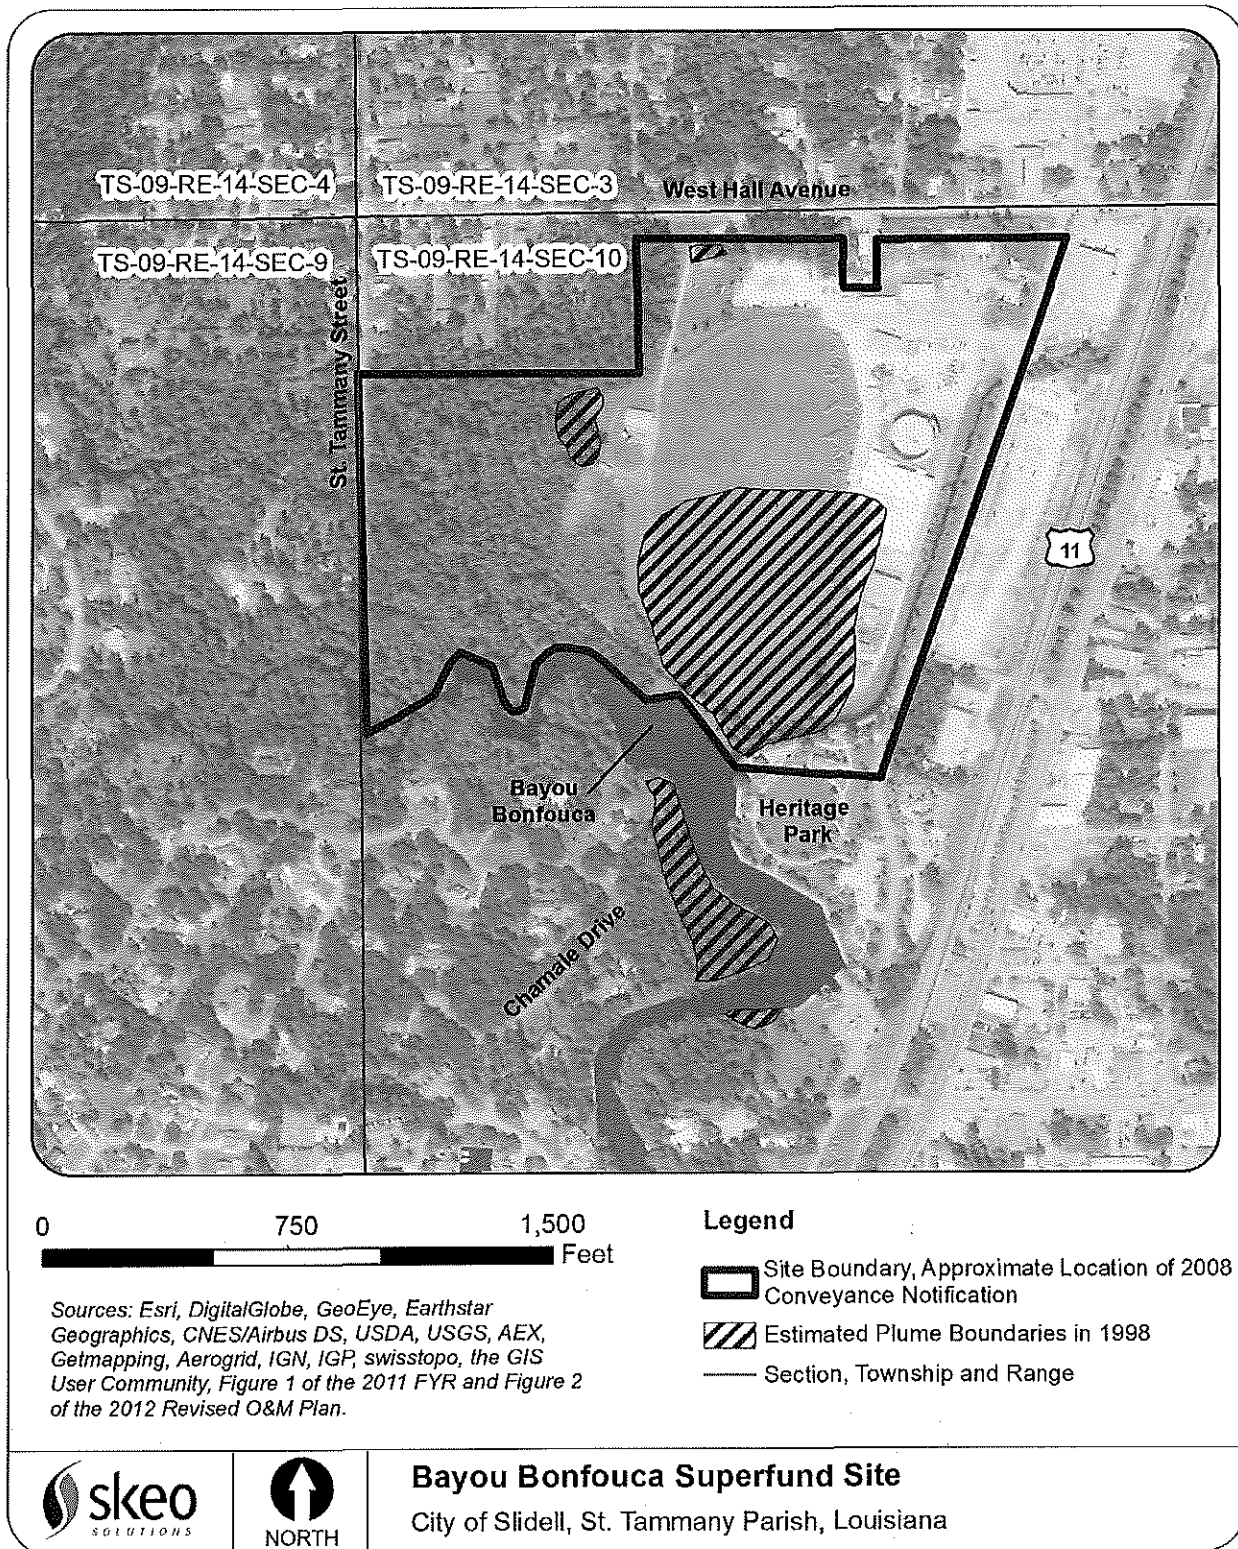 TS-09-RE-14-SEC-4
TS-09-RE-14-SEC-3
West Hall Avenue
TS-09-RE-14-SEC-9
TS-09-RE-14-SEC-10
St. Tammany Street
11
Bayou
Bonfouca
Heritage
Park
Chamale Drive
0 750 1,500
Feet
Sources: Esri, DigitalGlobe, GeoEye, Earthstar
Geographics, CNES/Airbus DS, USDA, USGS, AEX,
Getmapping, Aerogrid, IGN, IGP, swisstopo, the GIS
User Community, Figure 1 of the 2011 FYR and Figure 2
of the 2012 Revised O&M Plan.
Legend
Site Boundary, Approximate Location of 2008
Conveyance Notification
Estimated Plume Boundaries in 1998
Section, Township and Range
skeo
SOLUTIONS
NORTH
Bayou Bonfouca Superfund Site
City of Slidell, St. Tammany Parish, Louisiana